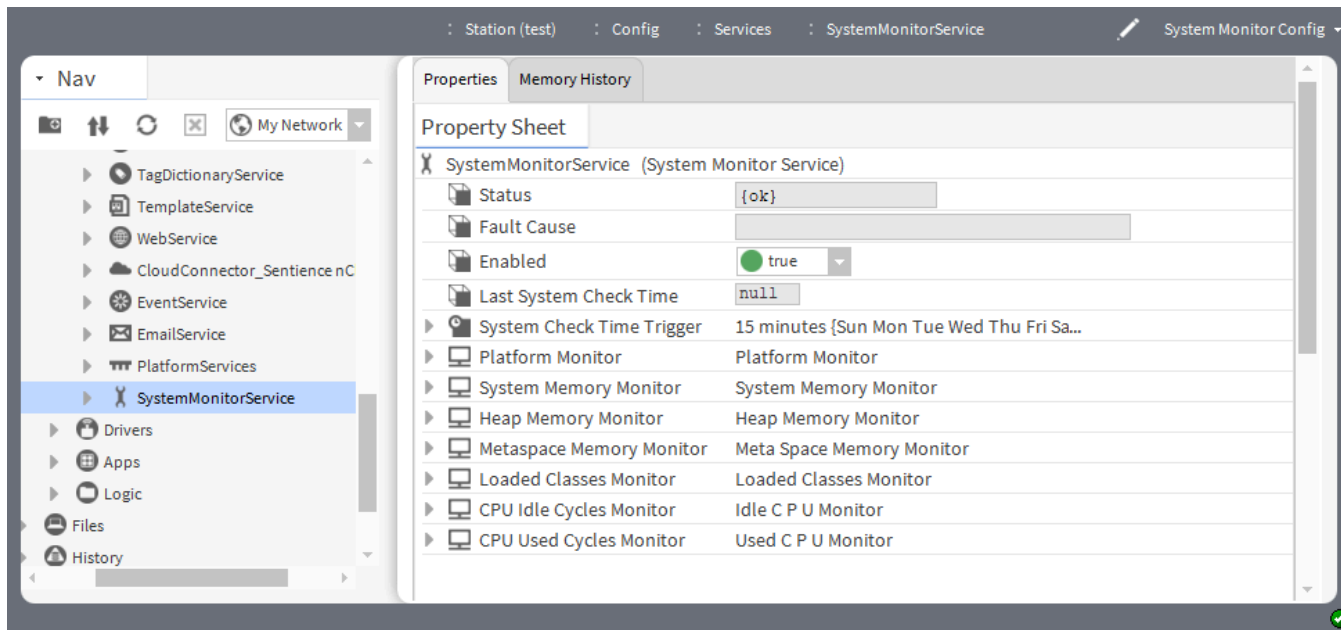 : Station (test) : Config : Services : SystemMonitorService System Monitor Config
Nav
My Network
TagDictionaryService
TemplateService
WebService
CloudConnector_SentiencenC
EventService
EmailService
PlatformServices
SystemMonitorService
Drivers
Apps
Logic
Files
History
Properties Memory History
Property Sheet
SystemMonitorService (System Monitor Service)
Status {ok}
Fault Cause
Enabled true
Last System Check Time null
System Check Time Trigger 15 minutes {Sun Mon Tue Wed Thu Fri Sa...
Platform Monitor Platform Monitor
System Memory Monitor System Memory Monitor
Heap Memory Monitor Heap Memory Monitor
Metaspace Memory Monitor Meta Space Memory Monitor
Loaded Classes Monitor Loaded Classes Monitor
CPU Idle Cycles Monitor Idle C P U Monitor
CPU Used Cycles Monitor Used C P U Monitor